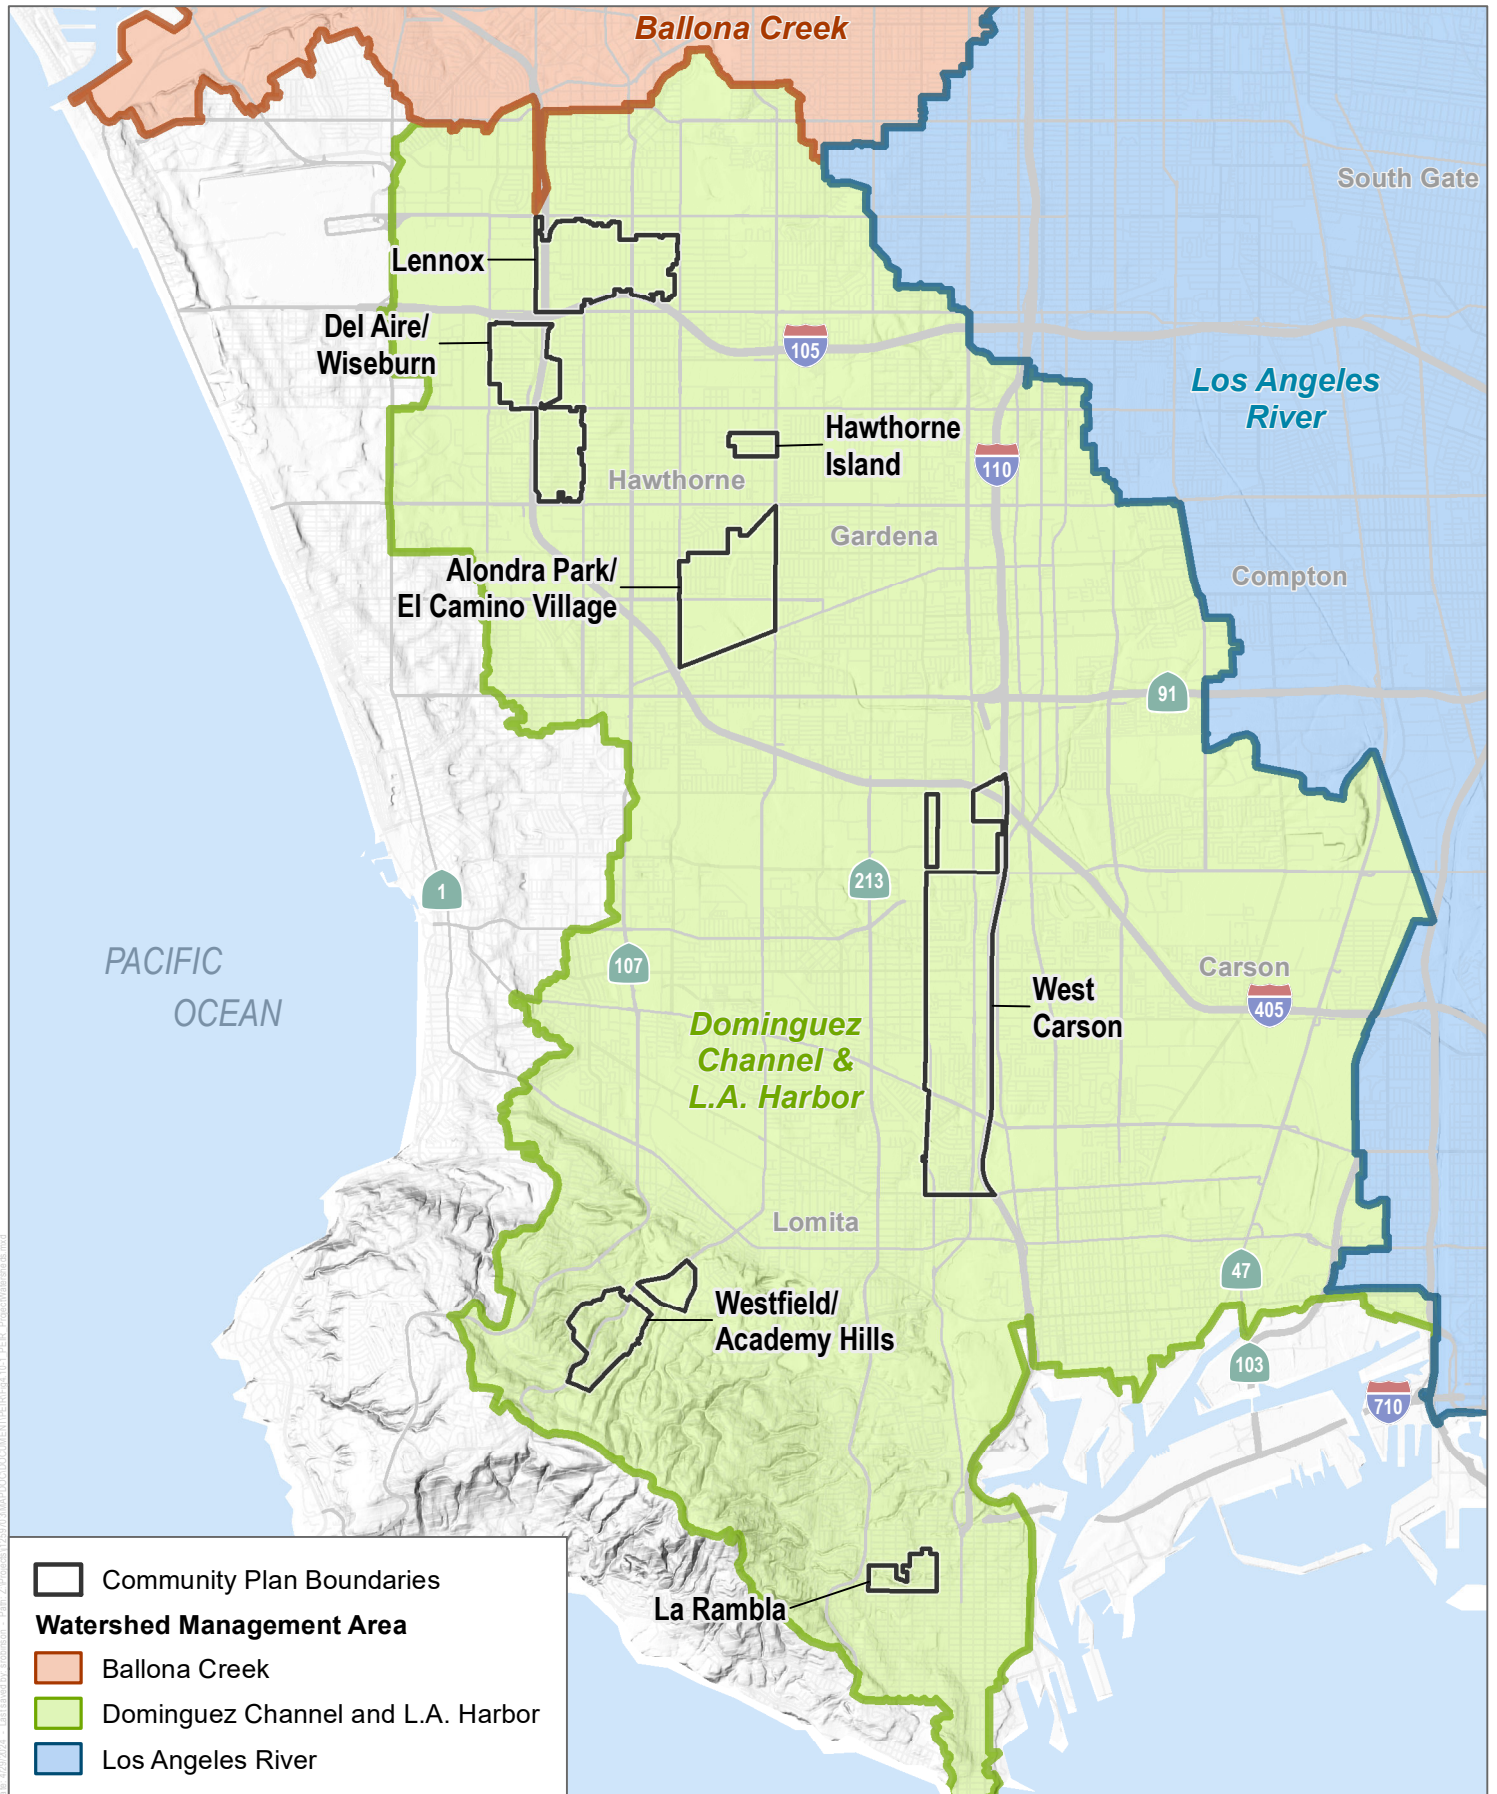 Ballona Creek
South Gate
Lennox
Del Aire/
Wiseburn
105
Los Angeles
River
Hawthorne
Island
110
Hawthorne
Gardena
Alondra Park/
El Camino Village
Compton
91
1
213
107
PACIFIC
OCEAN
Carson
405
West
Carson
Dominguez
Channel &
L.A. Harbor
Lomita
47
Westfield/
Academy Hills
103
710
La Rambla
Community Plan Boundaries
Watershed Management Area
Ballona Creek
Dominguez Channel and L.A. Harbor
Los Angeles River